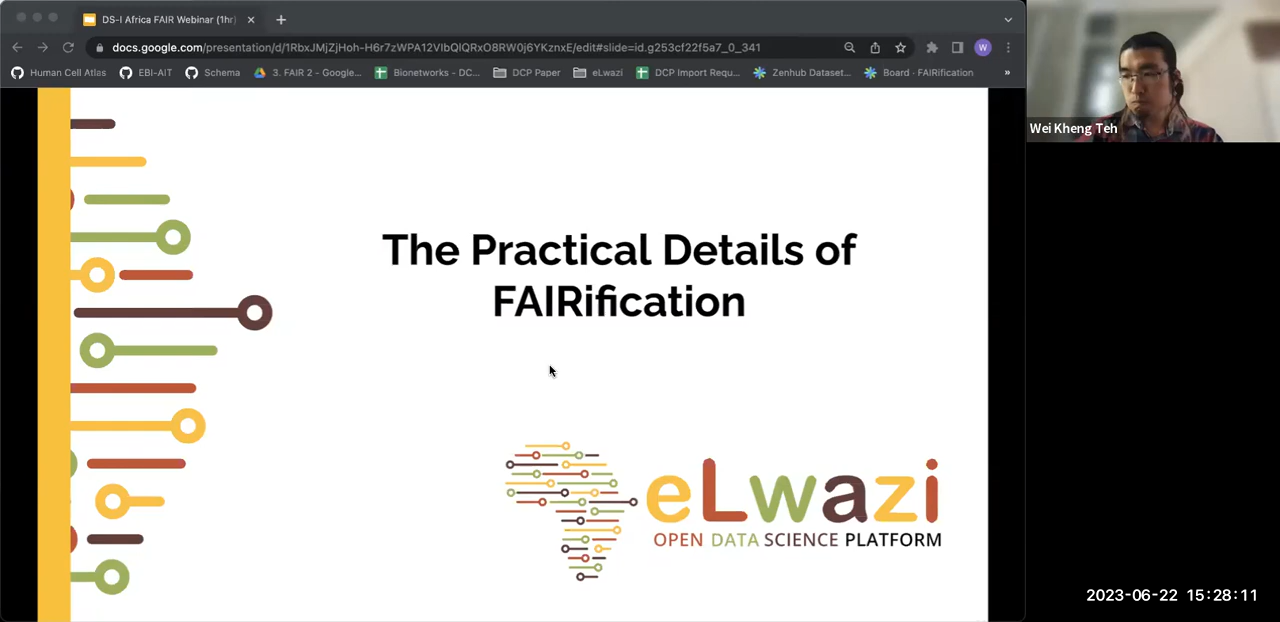 DS-I Africa FAIR Webinar (1hr)
docs.google.com/presentation/d/1RbxJMjZjHoh-H6r7zWPA12VIbQIQRxO8RW0j6YKznxE/edit#slide=id.g253cf22f5a7_0_341
W
Human Cell Atlas EBI-AIT Schema 3. FAIR 2 - Google... Bionetworks - DC... DCP Paper eLwazi DCP Import Requ... Zenhub Dataset... Board · FAIRification »
Wei Kheng Teh
The Practical Details of
FAIRification
eLwazi
OPEN DATA SCIENCE PLATFORM
2023-06-22 15:28:11